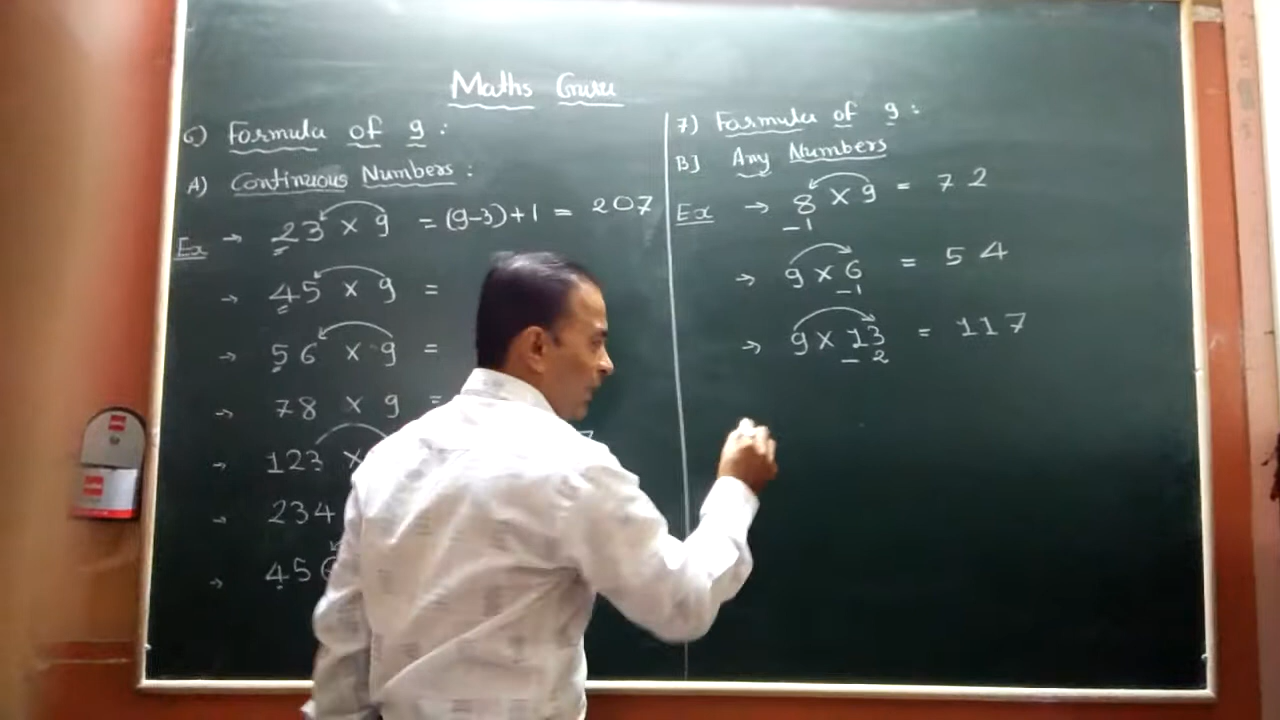 Maths Guru
6) Formula of 9 :
A) Continuous Numbers :
Ex → 23 × 9 = (9-3)+1 = 207
→ 45 × 9 =
→ 56 × 9 =
→ 78 × 9 =
→ 123 ×
→ 234
→ 45
7) Formula of 9 :
B] Any Numbers
Ex → 8 × 9 = 72
-1
→ 9 × 6 = 54
-1
→ 9 × 13 = 117
- 2